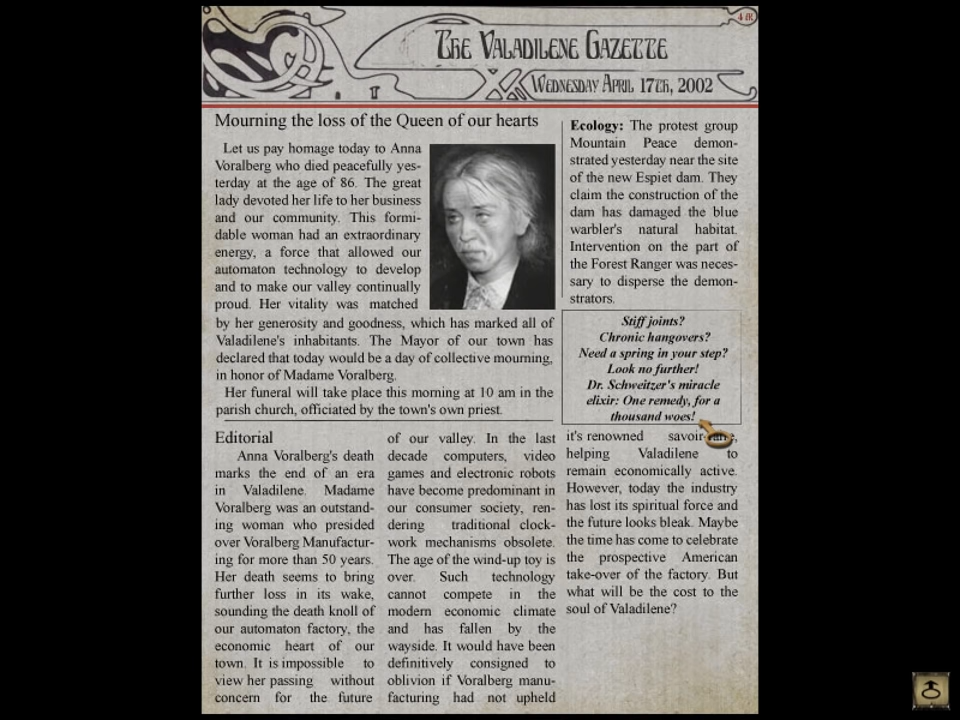 4 fr.
The Valadilene Gazette
Wednesday April 17th, 2002
Mourning the loss of the Queen of our hearts
Let us pay homage today to Anna
Voralberg who died peacefully yes-
terday at the age of 86. The great
lady devoted her life to her business
and our community. This formi-
dable woman had an extraordinary
energy, a force that allowed our
automaton technology to develop
and to make our valley continually
proud. Her vitality was matched
by her generosity and goodness, which has marked all of
Valadilene's inhabitants. The Mayor of our town has
declared that today would be a day of collective mourning,
in honor of Madame Voralberg.
Her funeral will take place this morning at 10 am in the
parish church, officiated by the town's own priest.
Ecology: The protest group
Mountain Peace demon-
strated yesterday near the site
of the new Espiet dam. They
claim the construction of the
dam has damaged the blue
warbler's natural habitat.
Intervention on the part of
the Forest Ranger was neces-
sary to disperse the demon-
strators.
Stiff joints?
Chronic hangovers?
Need a spring in your step?
Look no further!
Dr. Schweitzer's miracle
elixir: One remedy, for a
thousand woes!
Editorial
Anna Voralberg's death
marks the end of an era
in Valadilene. Madame
Voralberg was an outstand-
ing woman who presided
over Voralberg Manufactur-
ing for more than 50 years.
Her death seems to bring
further loss in its wake,
sounding the death knoll of
our automaton factory, the
economic heart of our
town. It is impossible to
view her passing without
concern for the future
of our valley. In the last
decade computers, video
games and electronic robots
have become predominant in
our consumer society, ren-
dering traditional clock-
work mechanisms obsolete.
The age of the wind-up toy is
over. Such technology
cannot compete in the
modern economic climate
and has fallen by the
wayside. It would have been
definitively consigned to
oblivion if Voralberg manu-
facturing had not upheld
it's renowned savoir-faire,
helping Valadilene to
remain economically active.
However, today the industry
has lost its spiritual force and
the future looks bleak. Maybe
the time has come to celebrate
the prospective American
take-over of the factory. But
what will be the cost to the
soul of Valadilene?